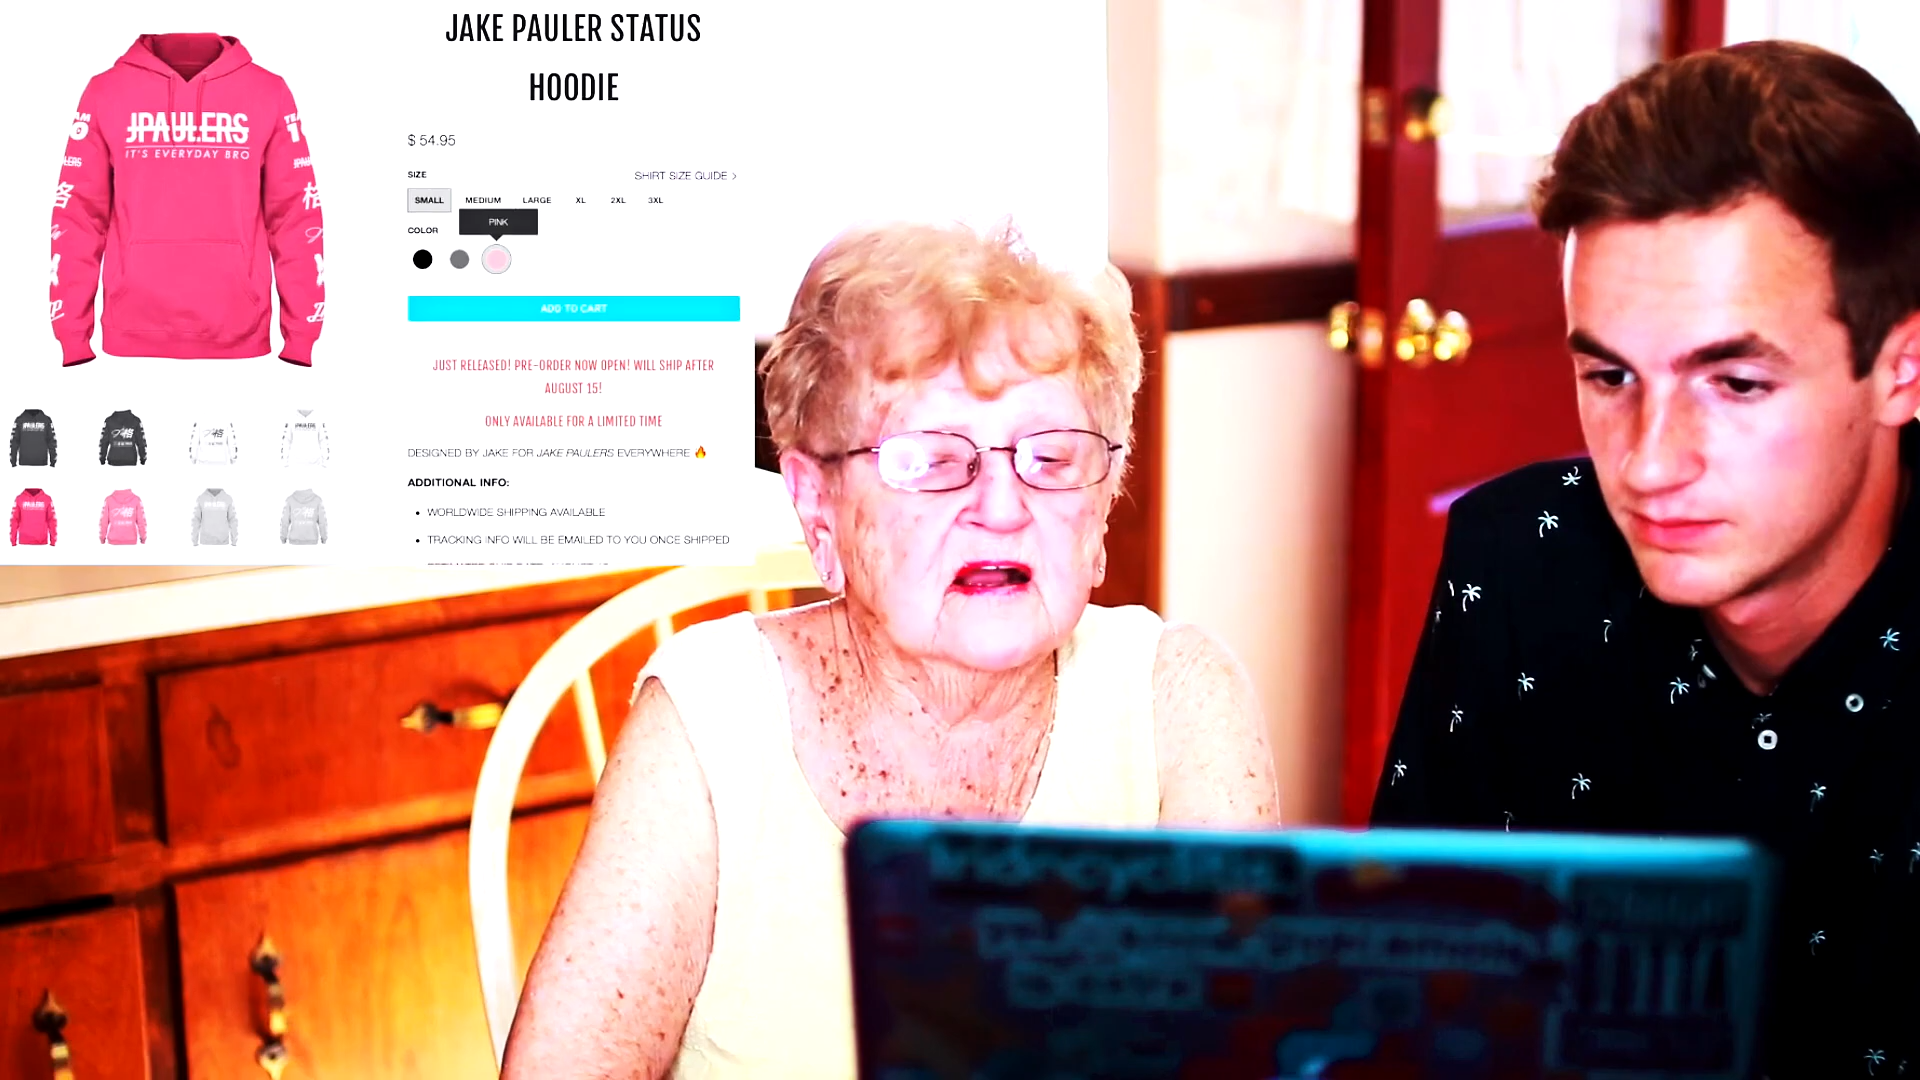 JAKE PAULER STATUS
HOODIE
$ 54.95
SIZE
SHIRT SIZE GUIDE >
SMALL
MEDIUM
LARGE
XL
2XL
3XL
PINK
COLOR
ADD TO CART
JUST RELEASED! PRE-ORDER NOW OPEN! WILL SHIP AFTER
AUGUST 15!
ONLY AVAILABLE FOR A LIMITED TIME
DESIGNED BY JAKE FOR JAKE PAULERS EVERYWHERE 🔥
ADDITIONAL INFO:
• WORLDWIDE SHIPPING AVAILABLE
• TRACKING INFO WILL BE EMAILED TO YOU ONCE SHIPPED
JPAULERS
IT'S EVERYDAY BRO
格
格